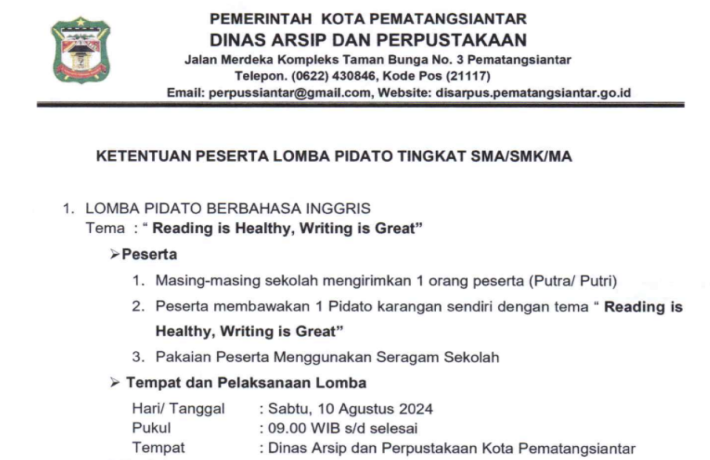 PEMERINTAH KOTA PEMATANGSIANTAR
DINAS ARSIP DAN PERPUSTAKAAN
Jalan Merdeka Kompleks Taman Bunga No. 3 Pematangsiantar
Telepon. (0622) 430846, Kode Pos (21117)
Email: perpussiantar@gmail.com, Website: disarpus.pematangsiantar.go.id
KETENTUAN PESERTA LOMBA PIDATO TINGKAT SMA/SMK/MA
1. LOMBA PIDATO BERBAHASA INGGRIS
Tema : “ Reading is Healthy, Writing is Great”
➢Peserta
1. Masing-masing sekolah mengirimkan 1 orang peserta (Putra/ Putri)
2. Peserta membawakan 1 Pidato karangan sendiri dengan tema “ Reading is
Healthy, Writing is Great”
3. Pakaian Peserta Menggunakan Seragam Sekolah
➢ Tempat dan Pelaksanaan Lomba
Hari/ Tanggal : Sabtu, 10 Agustus 2024
Pukul : 09.00 WIB s/d selesai
Tempat : Dinas Arsip dan Perpustakaan Kota Pematangsiantar